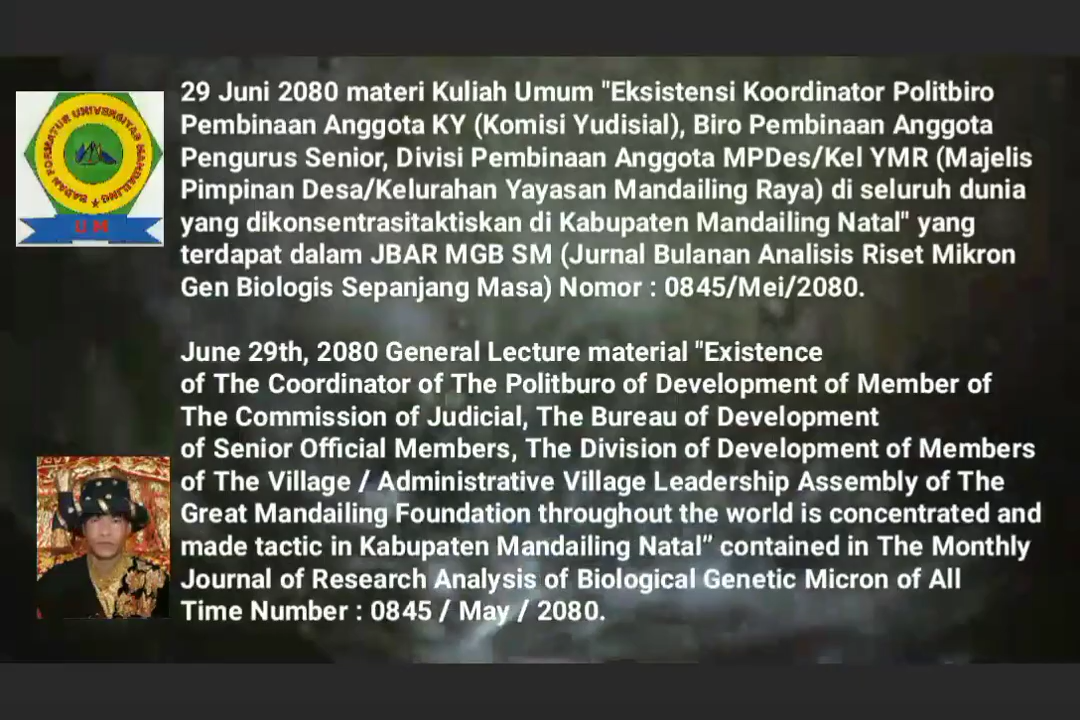 BADAN FORMATUR UNIVERSITAS MANDAILING
U M
29 Juni 2080 materi Kuliah Umum "Eksistensi Koordinator Politbiro
Pembinaan Anggota KY (Komisi Yudisial), Biro Pembinaan Anggota
Pengurus Senior, Divisi Pembinaan Anggota MPDes/Kel YMR (Majelis
Pimpinan Desa/Kelurahan Yayasan Mandailing Raya) di seluruh dunia
yang dikonsentrasitaktiskan di Kabupaten Mandailing Natal" yang
terdapat dalam JBAR MGB SM (Jurnal Bulanan Analisis Riset Mikron
Gen Biologis Sepanjang Masa) Nomor : 0845/Mei/2080.
June 29th, 2080 General Lecture material "Existence
of The Coordinator of The Politburo of Development of Member of
The Commission of Judicial, The Bureau of Development
of Senior Official Members, The Division of Development of Members
of The Village / Administrative Village Leadership Assembly of The
Great Mandailing Foundation throughout the world is concentrated and
made tactic in Kabupaten Mandailing Natal” contained in The Monthly
Journal of Research Analysis of Biological Genetic Micron of All
Time Number : 0845 / May / 2080.